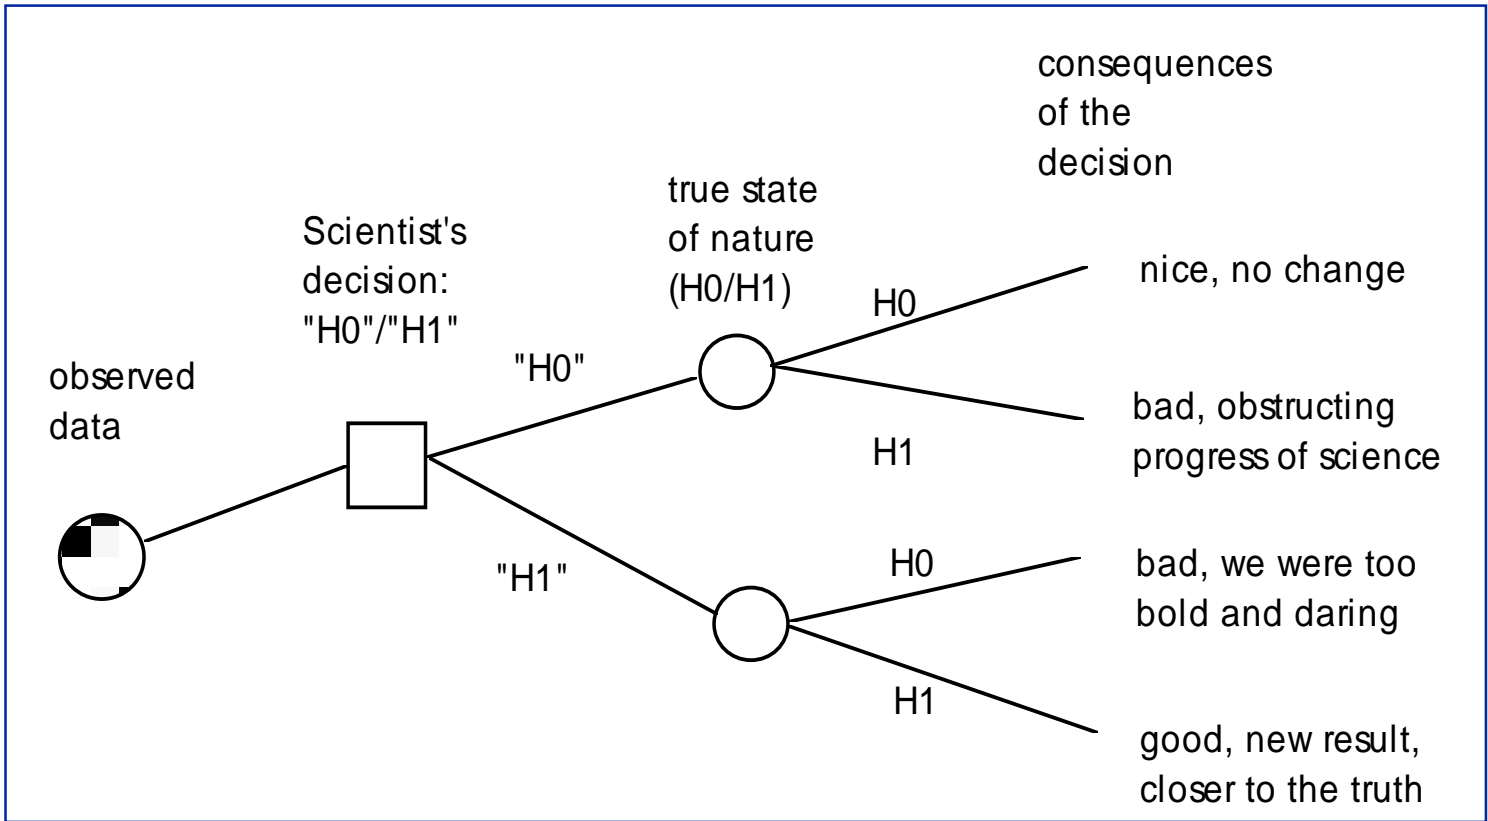 consequences
of the
decision
true state
of nature
(H0/H1)
Scientist's
decision:
"H0"/"H1"
observed
data
"H0"
"H1"
H0
nice, no change
H1
bad, obstructing
progress of science
H0
bad, we were too
bold and daring
H1
good, new result,
closer to the truth